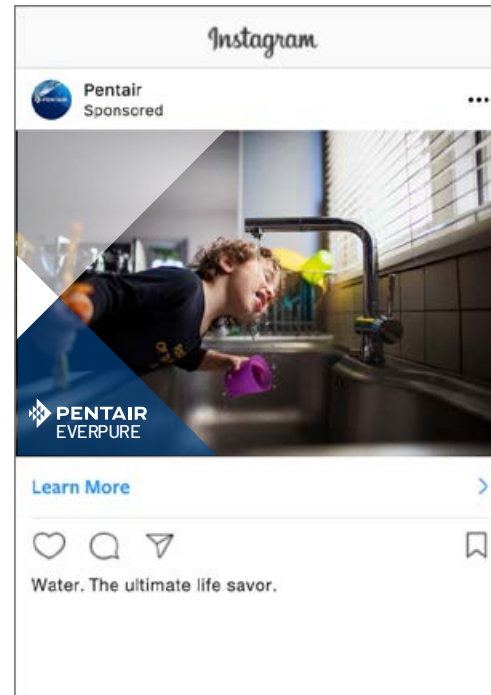 Instagram
Pentair
Sponsored
PENTAIR
EVERPURE
Learn More
Water. The ultimate life savor.